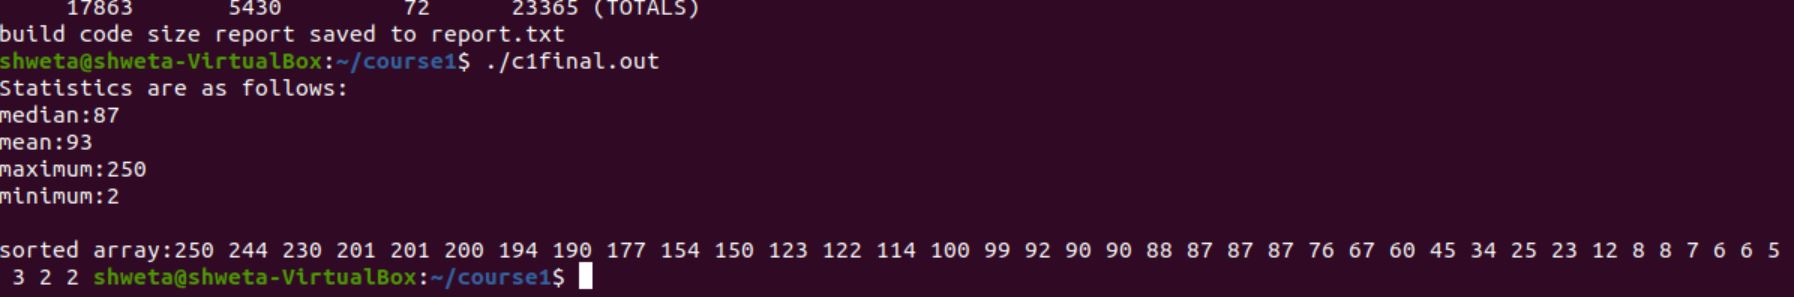 17863 5430 72 23365 (TOTALS)
build code size report saved to report.txt
shweta@shweta-VirtualBox:~/course1$ ./c1final.out
Statistics are as follows:
median:87
mean:93
maximum:250
minimum:2
sorted array:250 244 230 201 201 200 194 190 177 154 150 123 122 114 100 99 92 90 90 88 87 87 87 76 67 60 45 34 25 23 12 8 8 7 6 6 5
3 2 2 shweta@shweta-VirtualBox:~/course1$